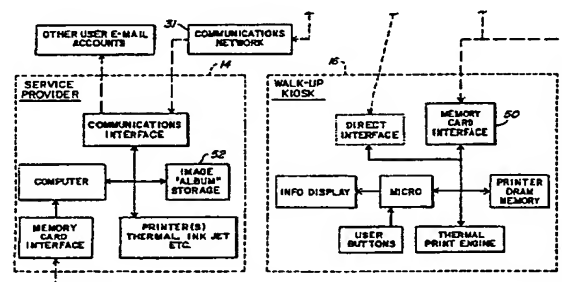 OTHER USER E-MAIL
ACCOUNTS
31
COMMUNICATIONS
NETWORK
14
SERVICE
PROVIDER
COMMUNICATIONS
INTERFACE
COMPUTER
52
IMAGE
"ALBUM"
STORAGE
MEMORY
CARD
INTERFACE
PRINTER(S)
THERMAL, INK JET
ETC.
16
WALK-UP
KIOSK
DIRECT
INTERFACE
MEMORY
CARD
INTERFACE
50
INFO DISPLAY
MICRO
PRINTER
DRAM
MEMORY
USER
BUTTONS
THERMAL
PRINT ENGINE